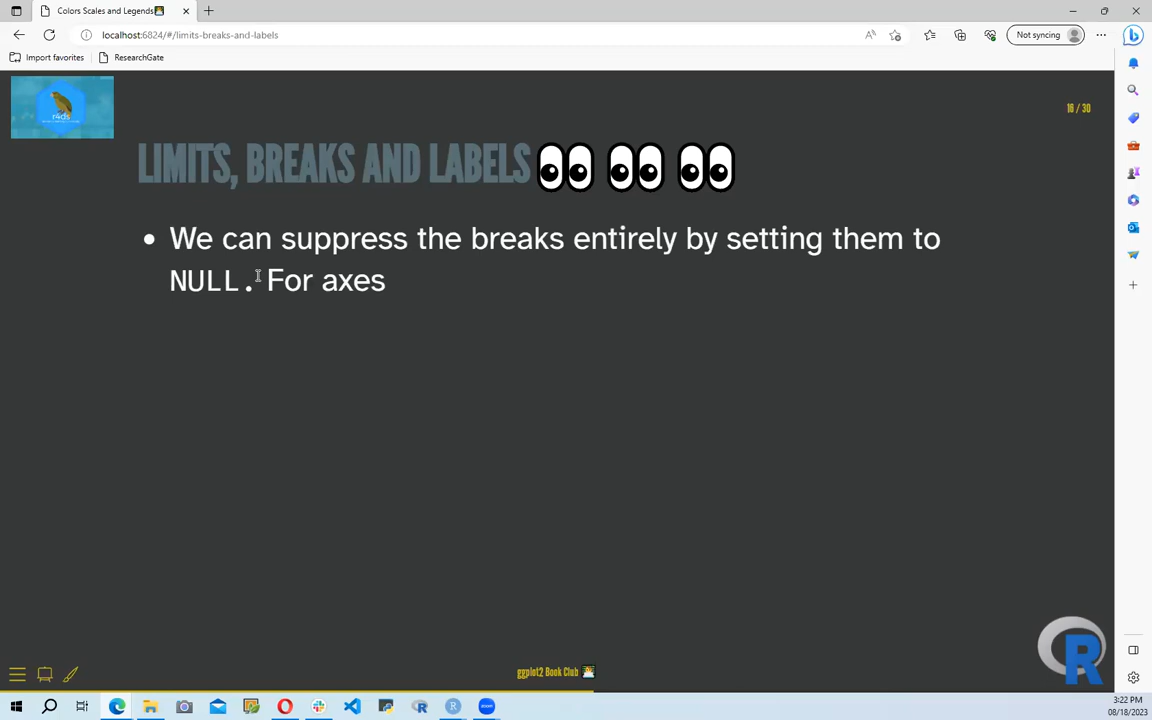 Colors Scales and Legends
localhost:6824/#/limits-breaks-and-labels
Not syncing
Import favorites
ResearchGate
r4ds
16 / 30
LIMITS, BREAKS AND LABELS
• We can suppress the breaks entirely by setting them to
NULL. For axes
ggplot2 Book Club
R
3:22 PM
08/18/2023